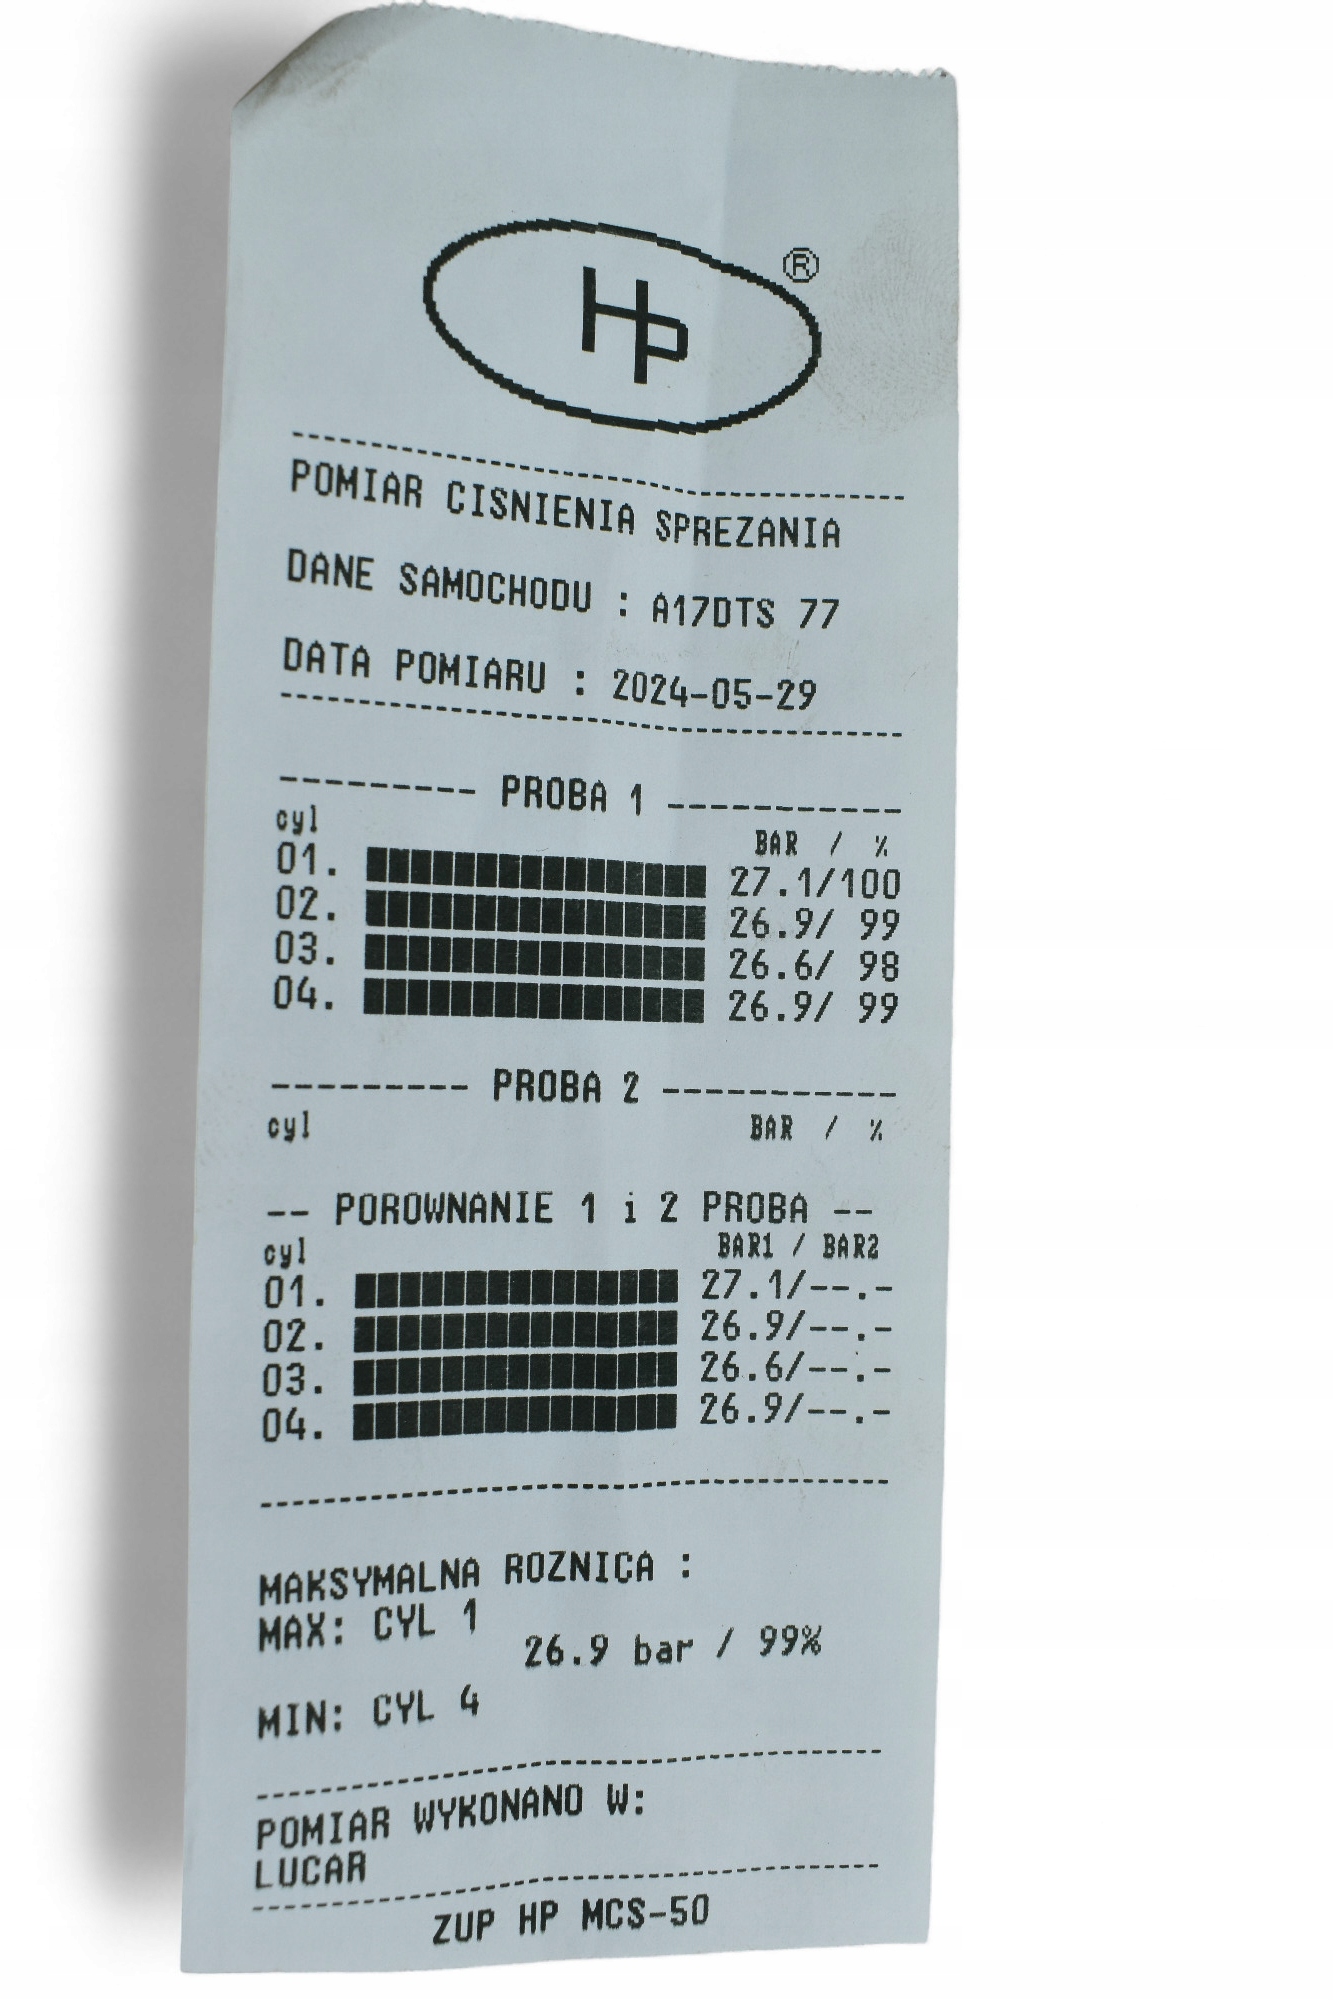 HP ®
POMIAR CISNIENIA SPREZANIA
DANE SAMOCHODU : A17DTS 77
DATA POMIARU : 2024-05-29
--------- PROBA 1 -----------
cyl BAR / %
01. 27.1/100
02. 26.9/ 99
03. 26.6/ 98
04. 26.9/ 99
--------- PROBA 2 -----------
cyl BAR / %
-- POROWNANIE 1 i 2 PROBA --
cyl BAR1 / BAR2
01. 27.1/--.-
02. 26.9/--.-
03. 26.6/--.-
04. 26.9/--.-
MAKSYMALNA ROZNICA :
MAX: CYL 1
26.9 bar / 99%
MIN: CYL 4
POMIAR WYKONANO W:
LUCAR
ZUP HP MCS-50